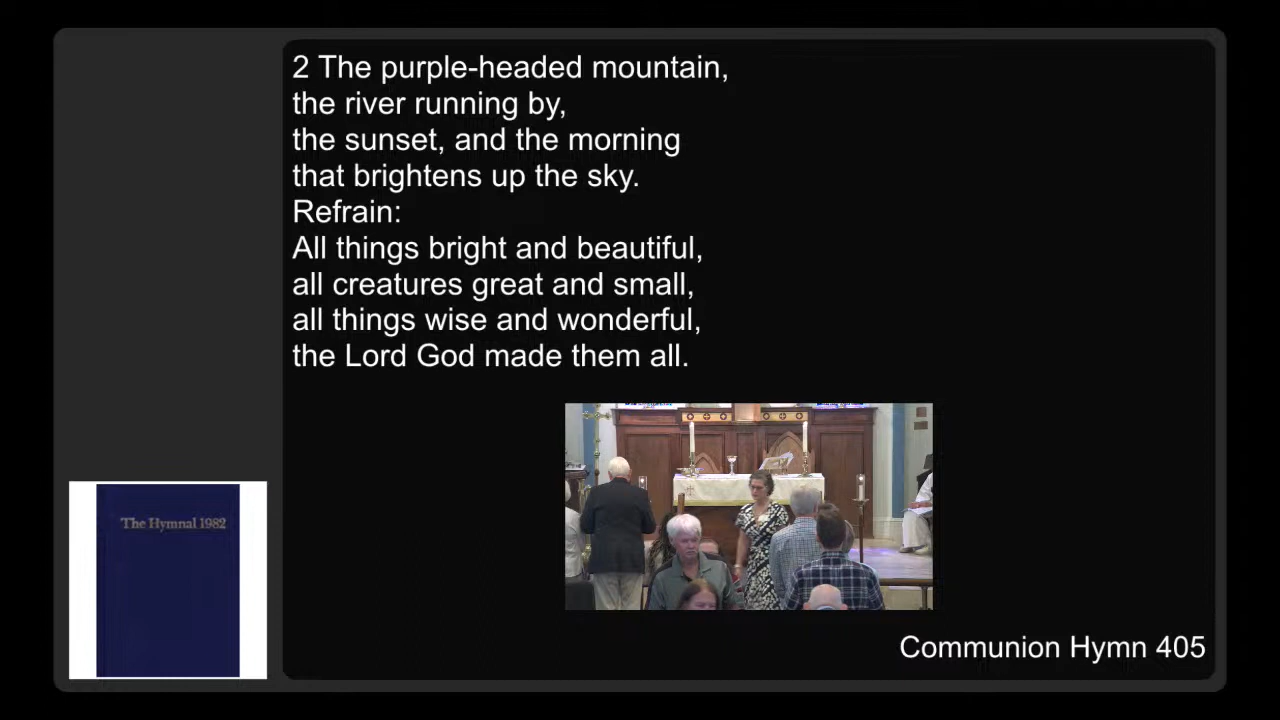 2 The purple-headed mountain,
the river running by,
the sunset, and the morning
that brightens up the sky.
Refrain:
All things bright and beautiful,
all creatures great and small,
all things wise and wonderful,
the Lord God made them all.
The Hymnal 1982
Communion Hymn 405